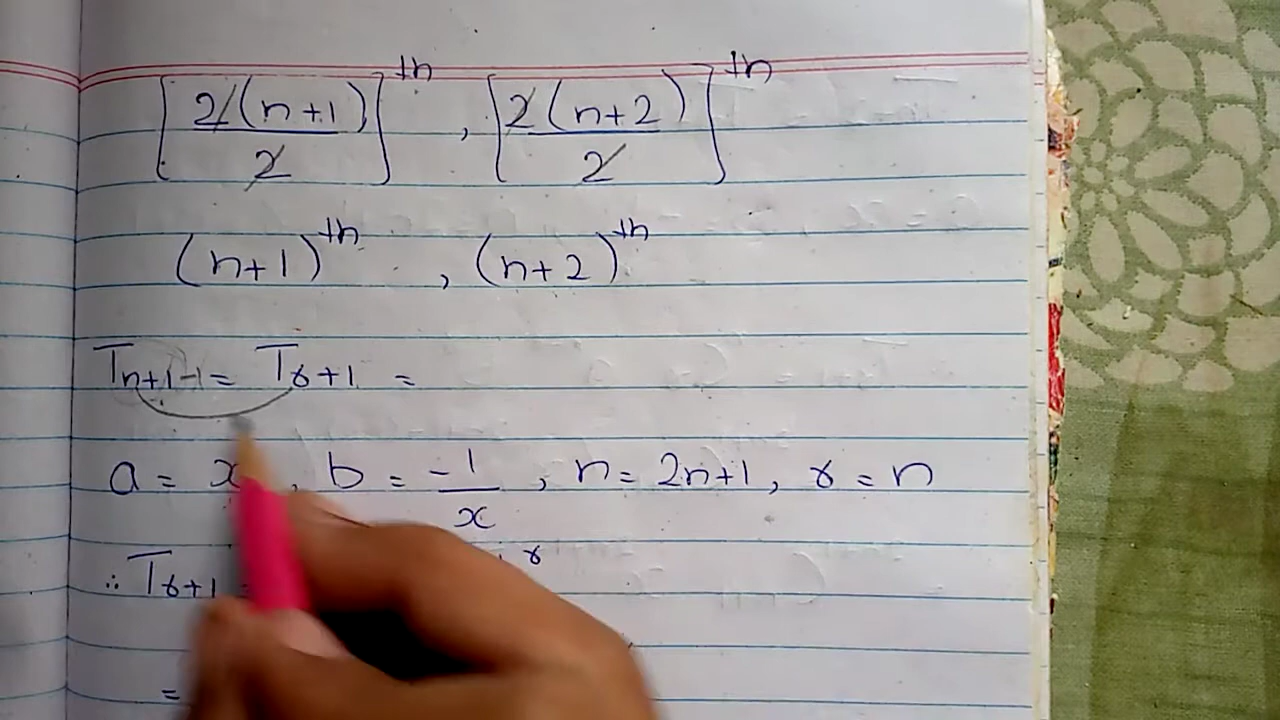 [2(n+1)/2]th , [2(n+2)/2]th
(n+1)th , (n+2)th
Tn+1-1 = Tr+1 =
a = x, b = -1/x, n = 2n+1, r = n
∴ Tr+1 r
=